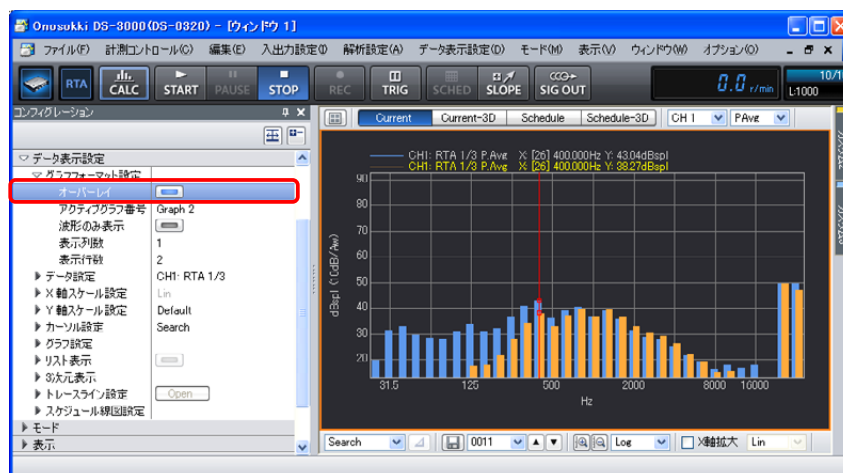 Onosokki DS-3000(DS-0320) - [ウィンドウ 1]
ファイル(F) 計測コントロール(C) 編集(E) 入出力設定(I) 解析設定(A) データ表示設定(D) モード(M) 表示(V) ウィンドウ(W) オプション(O)
RTA CALC START PAUSE STOP REC TRIG SCHED SLOPE SIG OUT 0.0 r/min 10/10
L:1000
コンフィグレーション
Current Current-3D Schedule Schedule-3D CH 1 PAvg
データ表示設定
グラフフォーマット設定
オーバーレイ
アクティブグラフ番号 Graph 2
波形のみ表示
表示列数 1
表示行数 2
データ設定 CH1: RTA 1/3
X 軸スケール設定 Lin
Y 軸スケール設定 Default
カーソル設定 Search
グラフ設定
リスト表示
3次元表示
トレースライン設定 Open
スケジュール線図設定
モード
表示
CH1: RTA 1/3 P.Avg X: [26] 400.000Hz Y: 43.04dBspl
CH1: RTA 1/3 P.Avg X: [26] 400.000Hz Y: 38.27dBspl
90
80
70
60
50
40
30
20
dBspl (10dB/Aw)
31.5 125 500 2000 8000 10000
Hz
Search 0011 Log X軸拡大 Lin